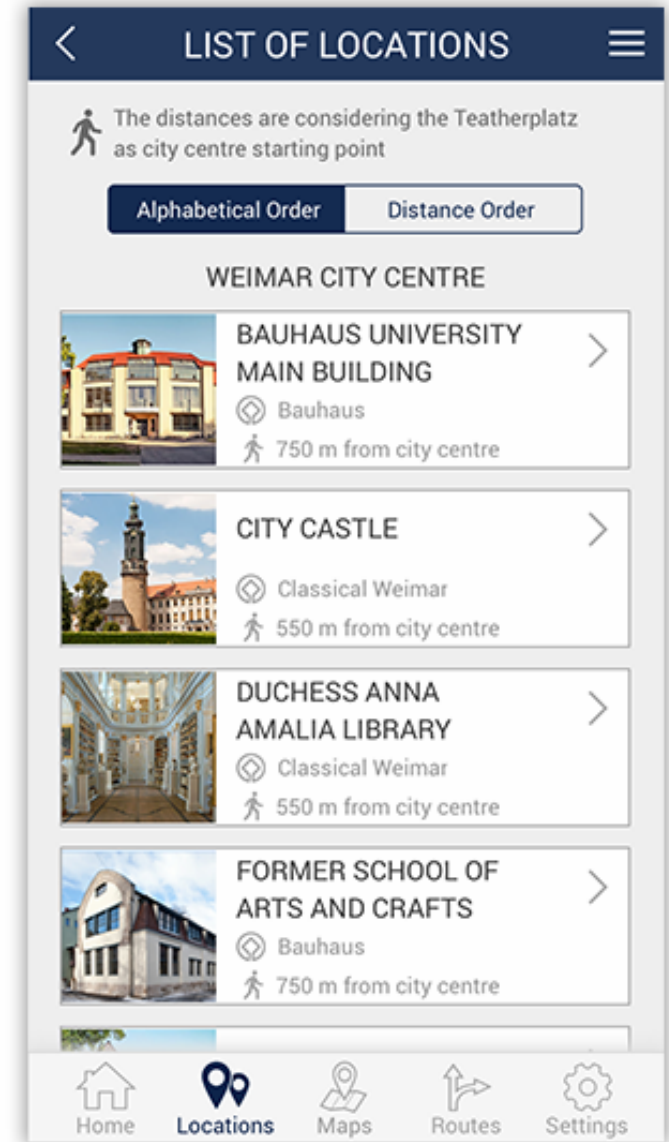 LIST OF LOCATIONS
The distances are considering the Teatherplatz
as city centre starting point
Alphabetical Order
Distance Order
WEIMAR CITY CENTRE
BAUHAUS UNIVERSITY
MAIN BUILDING
Bauhaus
750 m from city centre
CITY CASTLE
Classical Weimar
550 m from city centre
DUCHESS ANNA
AMALIA LIBRARY
Classical Weimar
550 m from city centre
FORMER SCHOOL OF
ARTS AND CRAFTS
Bauhaus
750 m from city centre
Home
Locations
Maps
Routes
Settings